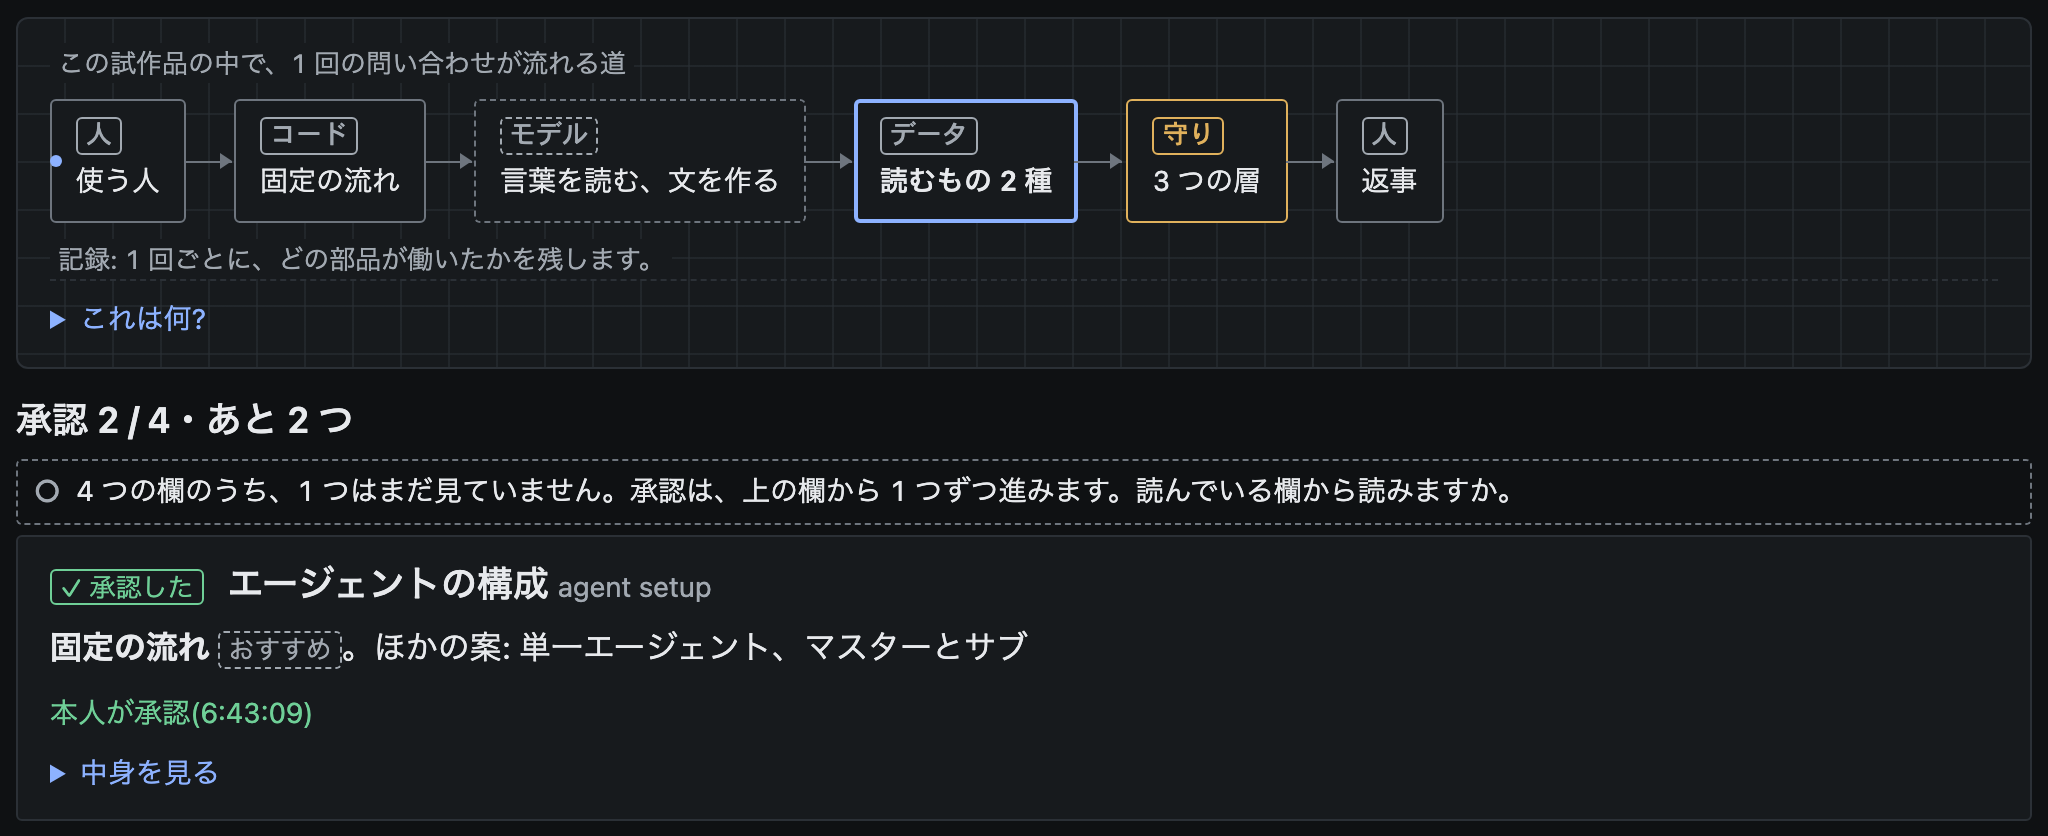 この試作品の中で、1 回の問い合わせが流れる道
人
使う人
コード
固定の流れ
モデル
言葉を読む、文を作る
データ
読むもの 2 種
守り
3 つの層
人
返事
記録: 1 回ごとに、どの部品が働いたかを残します。
▶ これは何?
承認 2 / 4・あと 2 つ
4 つの欄のうち、1 つはまだ見ていません。承認は、上の欄から 1 つずつ進みます。読んでいる欄から読みますか。
✓ 承認した エージェントの構成 agent setup
固定の流れ おすすめ。ほかの案: 単一エージェント、マスターとサブ
本人が承認(6:43:09)
▶ 中身を見る